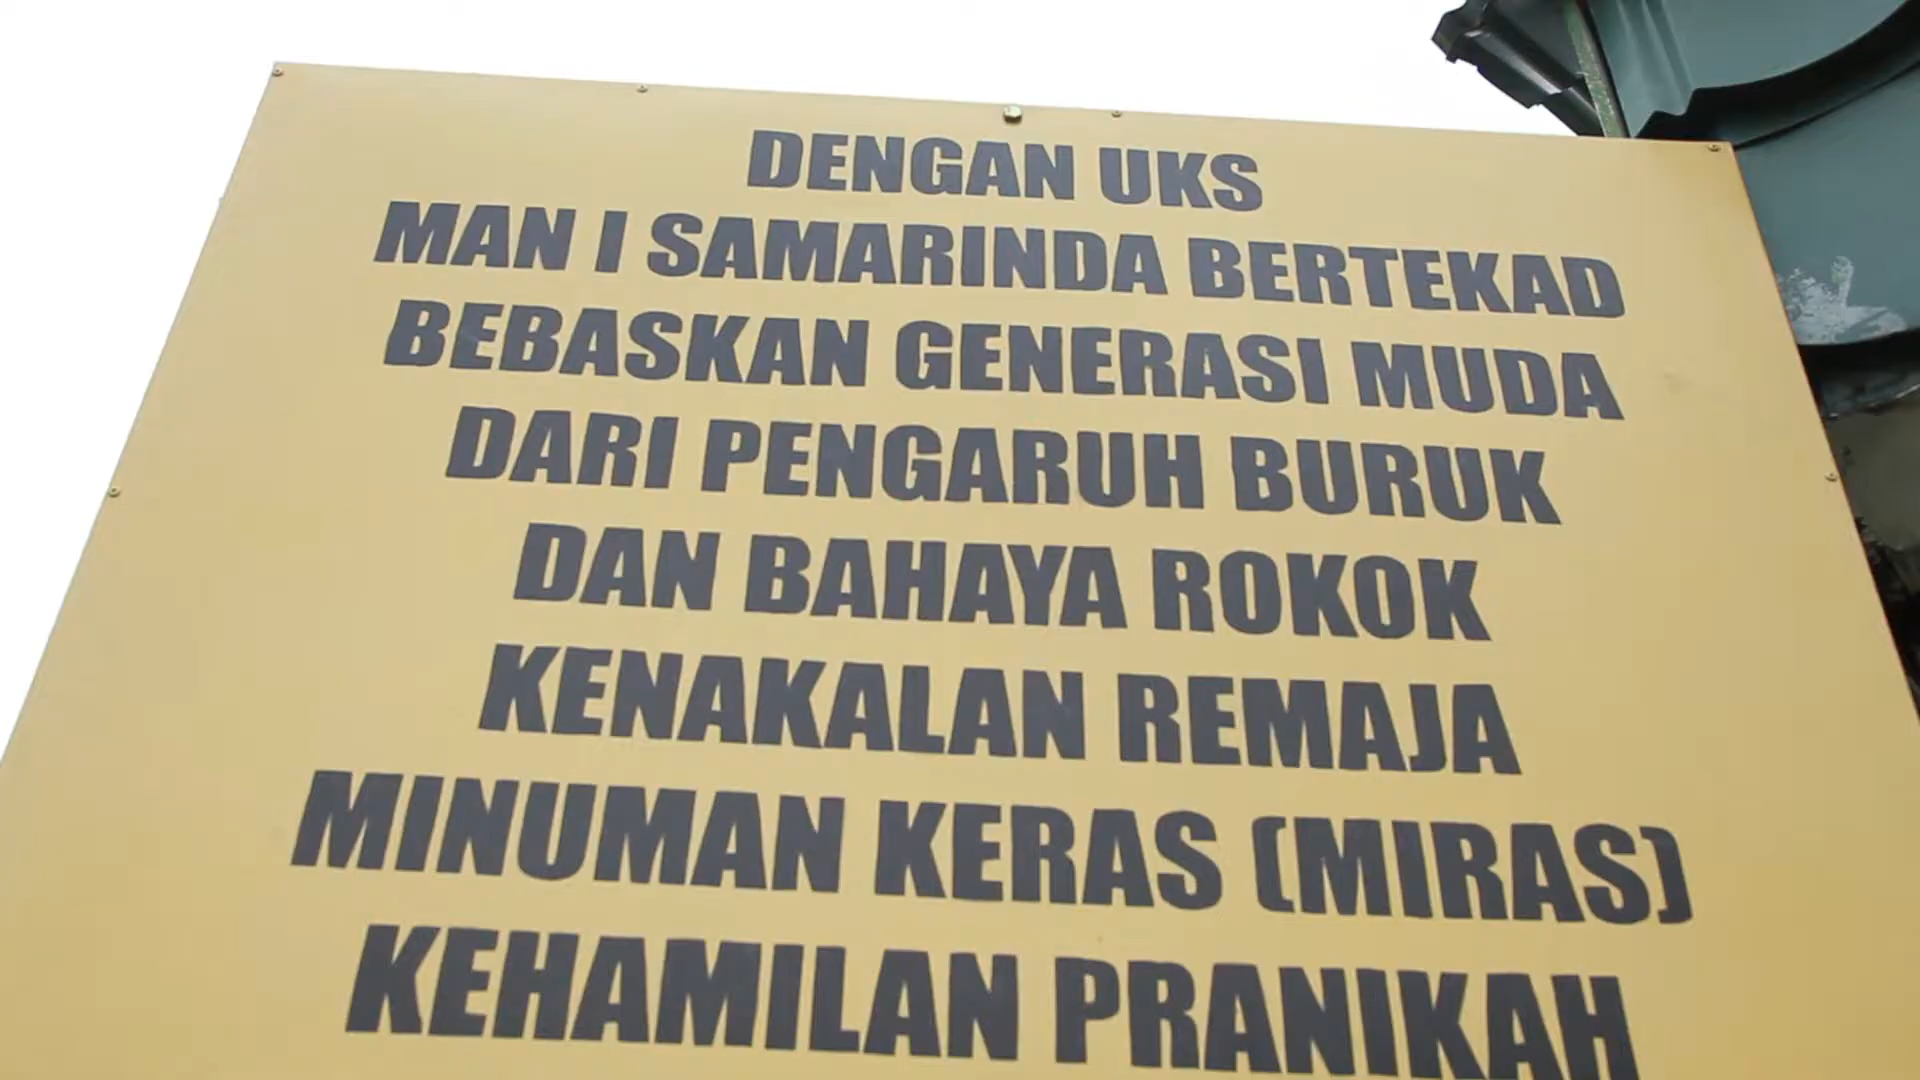 DENGAN UKS
MAN I SAMARINDA BERTEKAD
BEBASKAN GENERASI MUDA
DARI PENGARUH BURUK
DAN BAHAYA ROKOK
KENAKALAN REMAJA
MINUMAN KERAS (MIRAS)
KEHAMILAN PRANIKAH